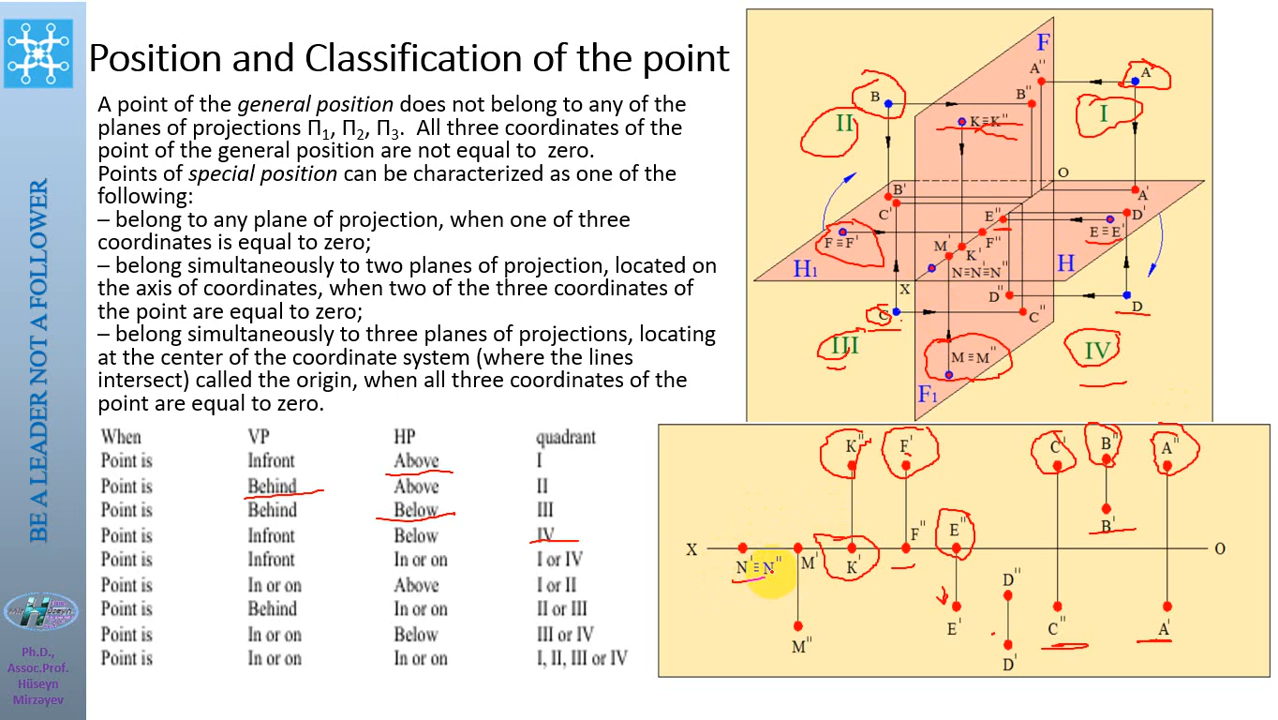 Position and Classification of the point
A point of the general position does not belong to any of the
planes of projections Π₁, Π₂, Π₃. All three coordinates of the
point of the general position are not equal to zero.
Points of special position can be characterized as one of the
following:
– belong to any plane of projection, when one of three
coordinates is equal to zero;
– belong simultaneously to two planes of projection, located on
the axis of coordinates, when two of the three coordinates of
the point are equal to zero;
– belong simultaneously to three planes of projections, locating
at the center of the coordinate system (where the lines
intersect) called the origin, when all three coordinates of the
point are equal to zero.
When VP HP quadrant
Point is Infront Above I
Point is Behind Above II
Point is Behind Below III
Point is Infront Below IV
Point is Infront In or on I or IV
Point is In or on Above I or II
Point is Behind In or on II or III
Point is In or on Below III or IV
Point is In or on In or on I, II, III or IV
BE A LEADER NOT A FOLLOWER
Hüseyn
Ph.D.,
Assoc.Prof.
Hüseyn
Mirzəyev
F
A" A
B B"
II K≡K" I
O
B' A'
C' E" D'
F≡F' F" E≡E'
M' K'
H₁ N≡N'≡N" H
X
D" D
C C"
III M≡M" IV
F₁
K" F' C' B" A"
B'
X F" E" O
N'≡N" M' K' D"
E' C" A'
M" D'